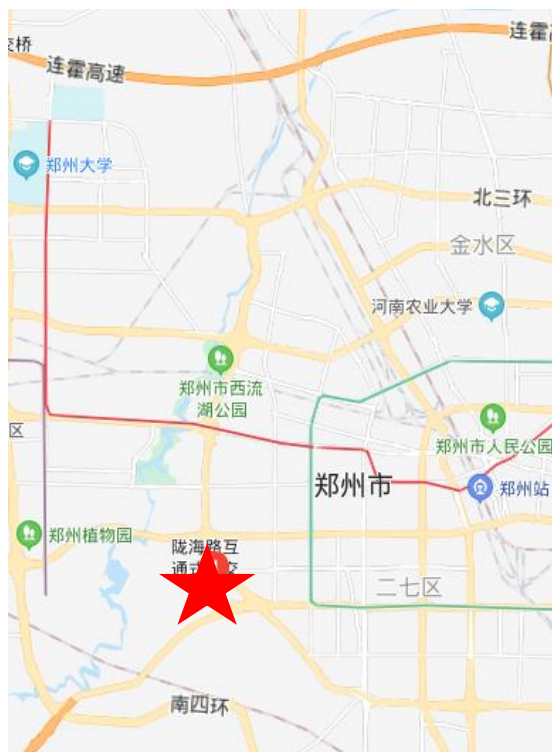 交桥
连霍高速
连霍高
郑州大学
北三环
金水区
河南农业大学
郑州市西流
湖公园
区
郑州市人民公园
郑州市
郑州站
郑州植物园
陇海路互
通式
交
二七区
南四环